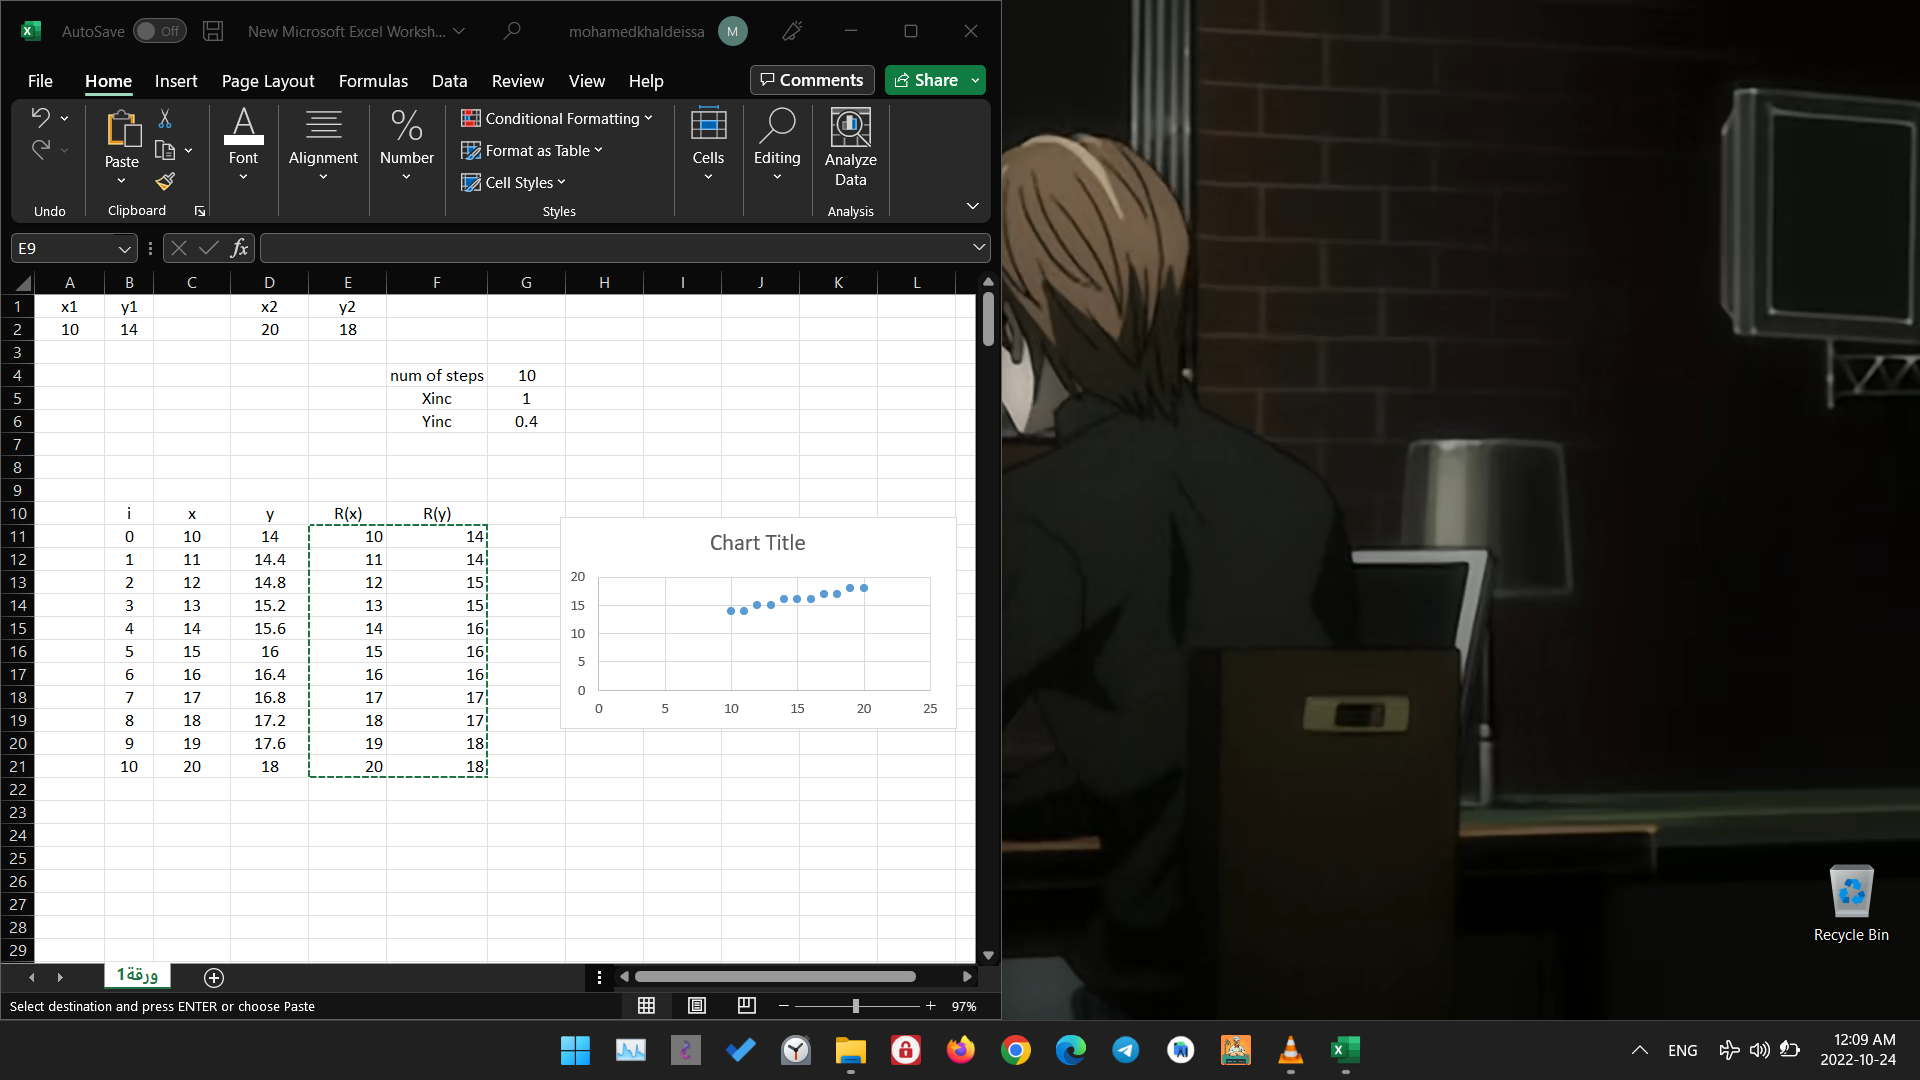 AutoSave Off New Microsoft Excel Worksh... mohamedkhaldeissa M
File Home Insert Page Layout Formulas Data Review View Help Comments Share
Paste Font Alignment Number Conditional Formatting Format as Table Cell Styles Cells Editing Analyze Data
Undo Clipboard Styles Analysis
E9 fx
A B C D E F G H I J K L
1 x1 y1 x2 y2
2 10 14 20 18
3
4 num of steps 10
5 Xinc 1
6 Yinc 0.4
7
8
9
10 i x y R(x) R(y)
11 0 10 14 10 14
12 1 11 14.4 11 14
13 2 12 14.8 12 15
14 3 13 15.2 13 15
15 4 14 15.6 14 16
16 5 15 16 15 16
17 6 16 16.4 16 16
18 7 17 16.8 17 17
19 8 18 17.2 18 17
20 9 19 17.6 19 18
21 10 20 18 20 18
22
23
24
25
26
27
28
29
Chart Title
20
15
10
5
0
0 5 10 15 20 25
ورقة1
Select destination and press ENTER or choose Paste 97%
Recycle Bin
ENG 12:09 AM
2022-10-24